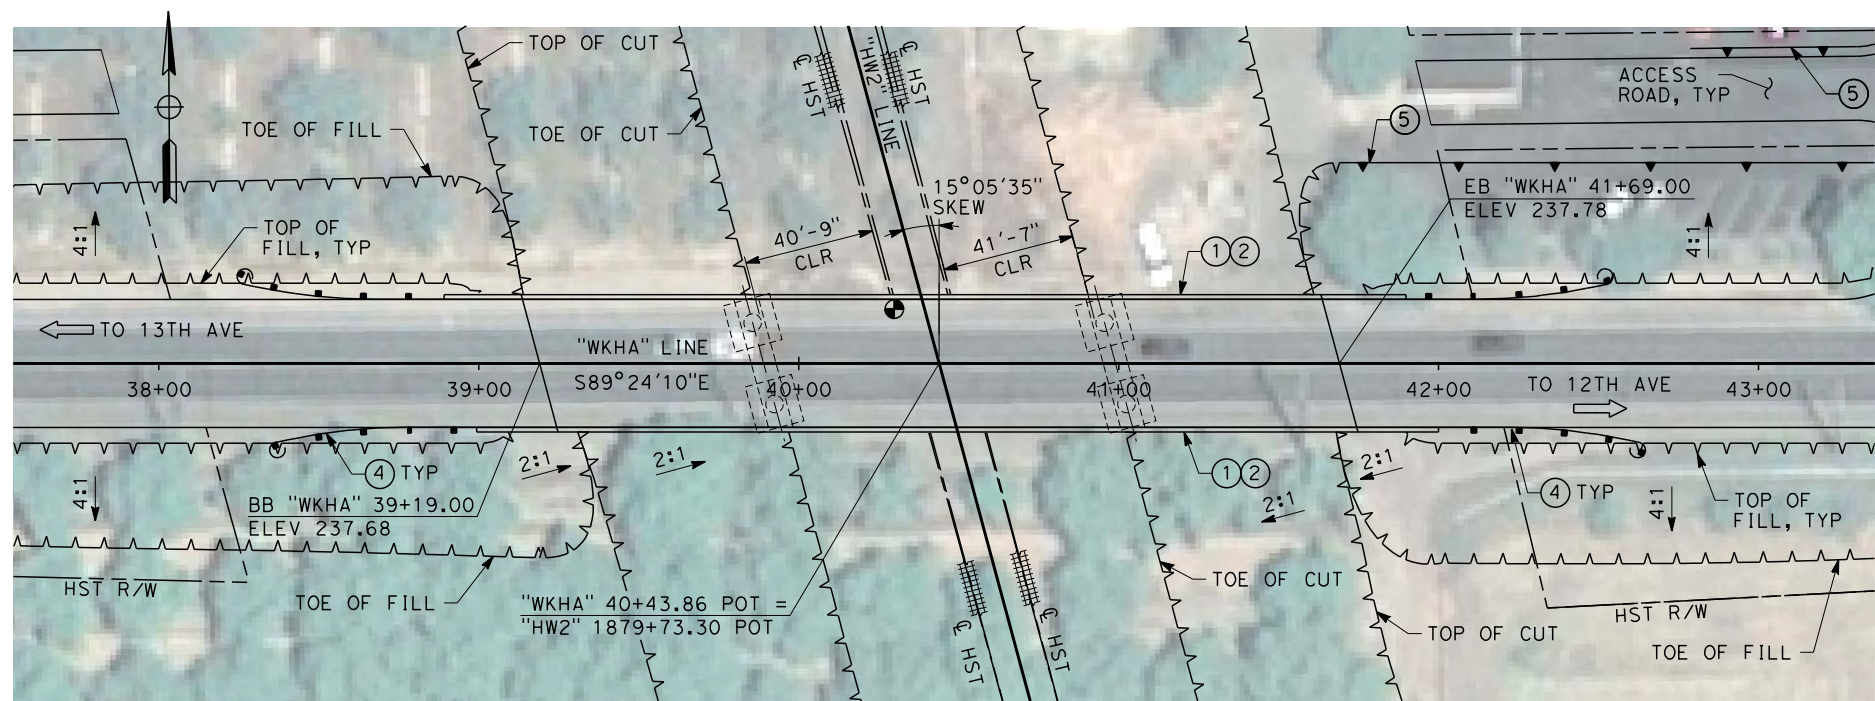 TOP OF CUT
TOE OF FILL
TOE OF CUT
℄ HST
"HW2" LINE
℄ HST
ACCESS
ROAD, TYP
5
5
15°05'35"
SKEW
EB "WKHA" 41+69.00
ELEV 237.78
4:1
TOP OF
FILL, TYP
40'-9"
CLR
41'-7"
CLR
1 2
4:1
TO 13TH AVE
"WKHA" LINE
S89°24'10"E
38+00
39+00
40+00
41+00
42+00
43+00
TO 12TH AVE
4 TYP
2:1
2:1
1 2
2:1
2:1
4 TYP
4:1
4:1
TOP OF
FILL, TYP
BB "WKHA" 39+19.00
ELEV 237.68
HST R/W
TOE OF FILL
"WKHA" 40+43.86 POT =
"HW2" 1879+73.30 POT
℄ HST
℄ HST
TOE OF CUT
TOP OF CUT
HST R/W
TOE OF FILL